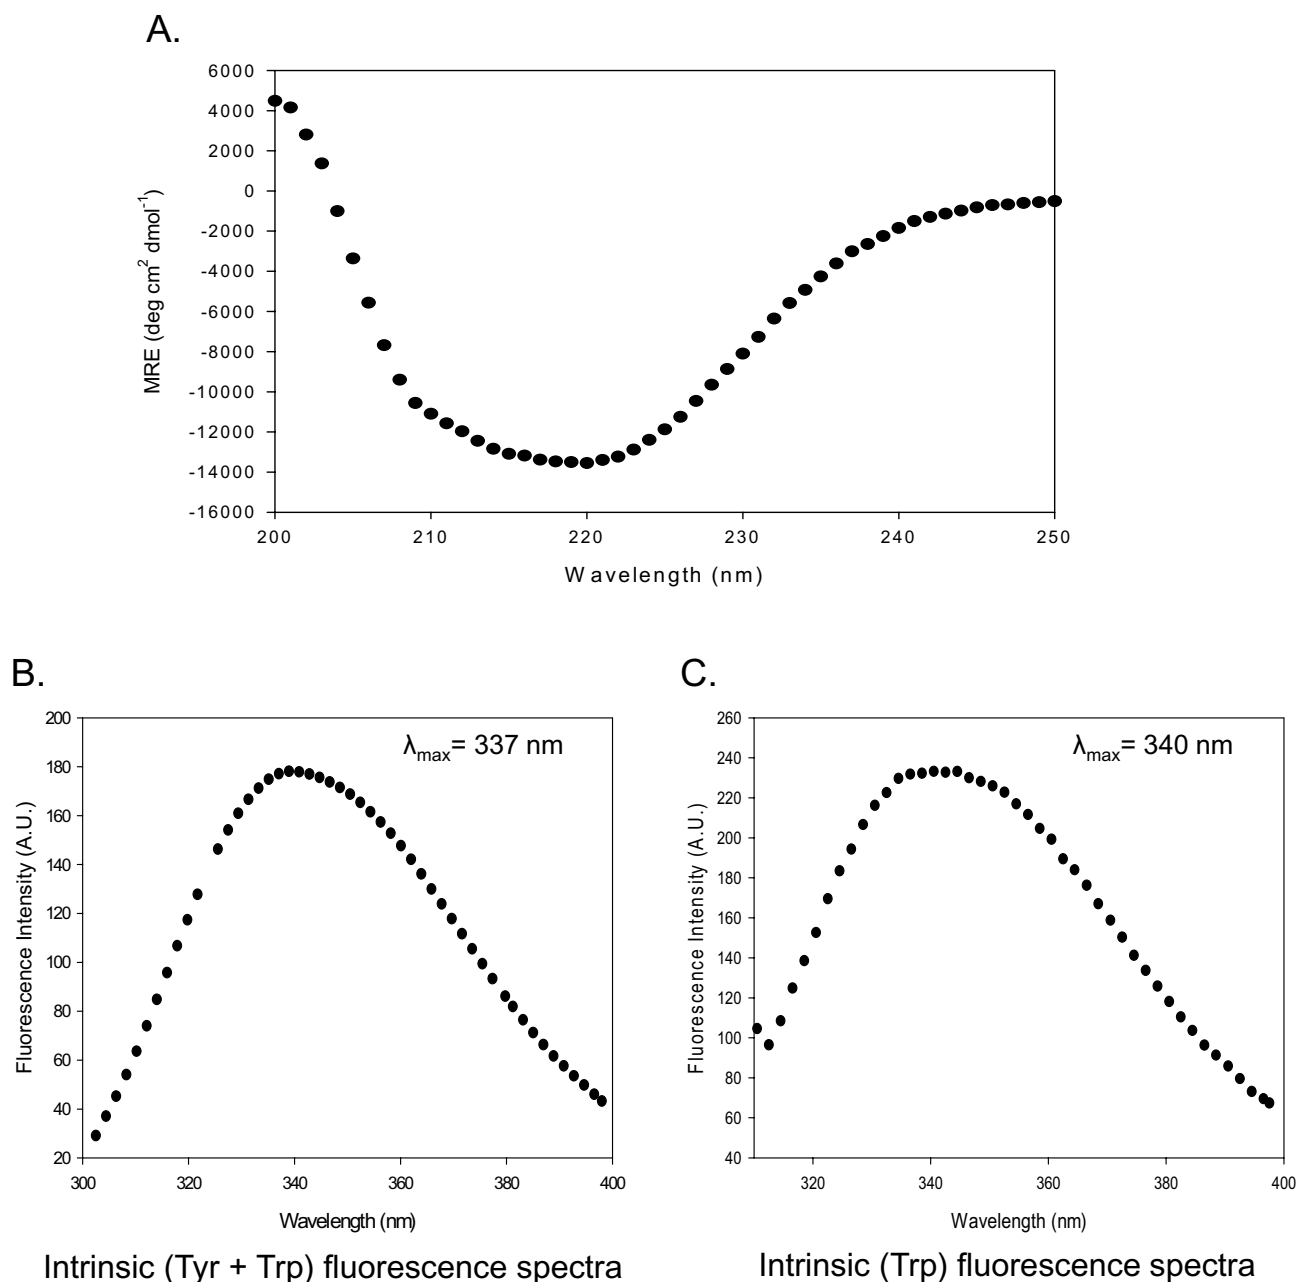 A.
6000
4000
2000
0
-2000
-4000
-6000
-8000
-10000
-12000
-14000
-16000
MRE (deg cm² dmol⁻¹)
200 210 220 230 240 250
Wavelength (nm)
B.
200
180
160
140
120
100
80
60
40
20
Fluorescence Intensity (A.U.)
λmax= 337 nm
300 320 340 360 380 400
Wavelength (nm)
Intrinsic (Tyr + Trp) fluorescence spectra
C.
260
240
220
200
180
160
140
120
100
80
60
40
Fluorescence Intensity (A.U.)
λmax= 340 nm
320 340 360 380 400
Wavelength (nm)
Intrinsic (Trp) fluorescence spectra